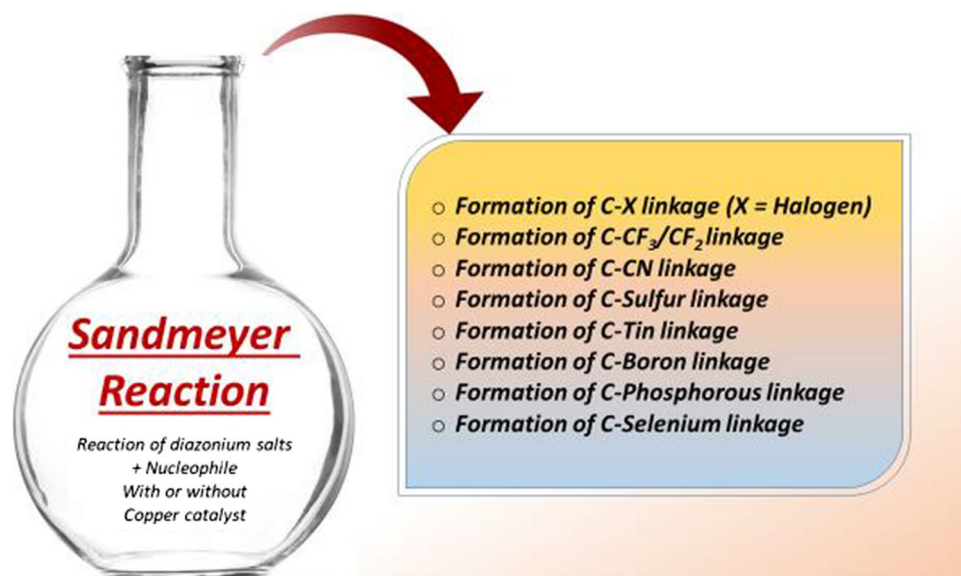 Sandmeyer
Reaction
Reaction of diazonium salts
+ Nucleophile
With or without
Copper catalyst
○ Formation of C-X linkage (X = Halogen)
○ Formation of C-CF₃/CF₂ linkage
○ Formation of C-CN linkage
○ Formation of C-Sulfur linkage
○ Formation of C-Tin linkage
○ Formation of C-Boron linkage
○ Formation of C-Phosphorous linkage
○ Formation of C-Selenium linkage